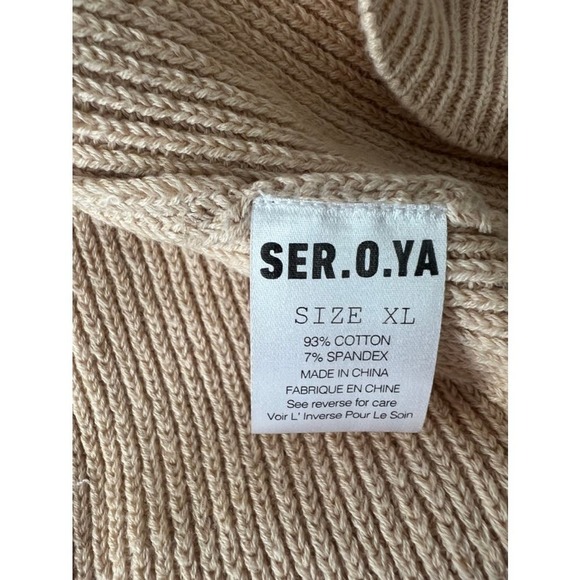 SER.O.YA
SIZE XL
93% COTTON
7% SPANDEX
MADE IN CHINA
FABRIQUE EN CHINE
See reverse for care
Voir L' Inverse Pour Le Soin